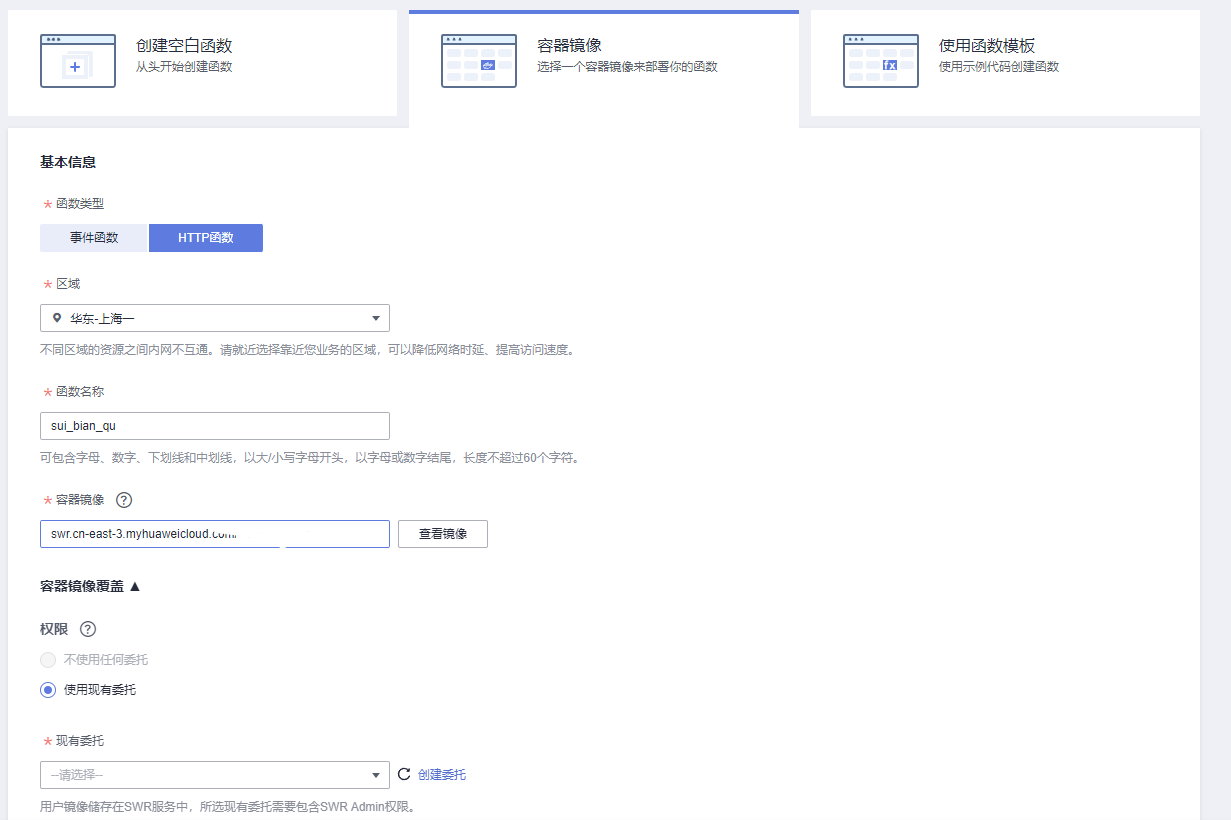 创建空白函数
从头开始创建函数
容器镜像
选择一个容器镜像来部署你的函数
使用函数模板
使用示例代码创建函数
基本信息
* 函数类型
事件函数
HTTP函数
* 区域
华东-上海一
不同区域的资源之间内网不互通。请就近选择靠近您业务的区域，可以降低网络时延、提高访问速度。
* 函数名称
sui_bian_qu
可包含字母、数字、下划线和中划线，以大/小写字母开头，以字母或数字结尾，长度不超过60个字符。
* 容器镜像 ?
swr.cn-east-3.myhuaweicloud.com/
查看镜像
容器镜像覆盖 ▲
权限 ?
不使用任何委托
使用现有委托
* 现有委托
--请选择--
创建委托
用户镜像储存在SWR服务中，所选现有委托需要包含SWR Admin权限。